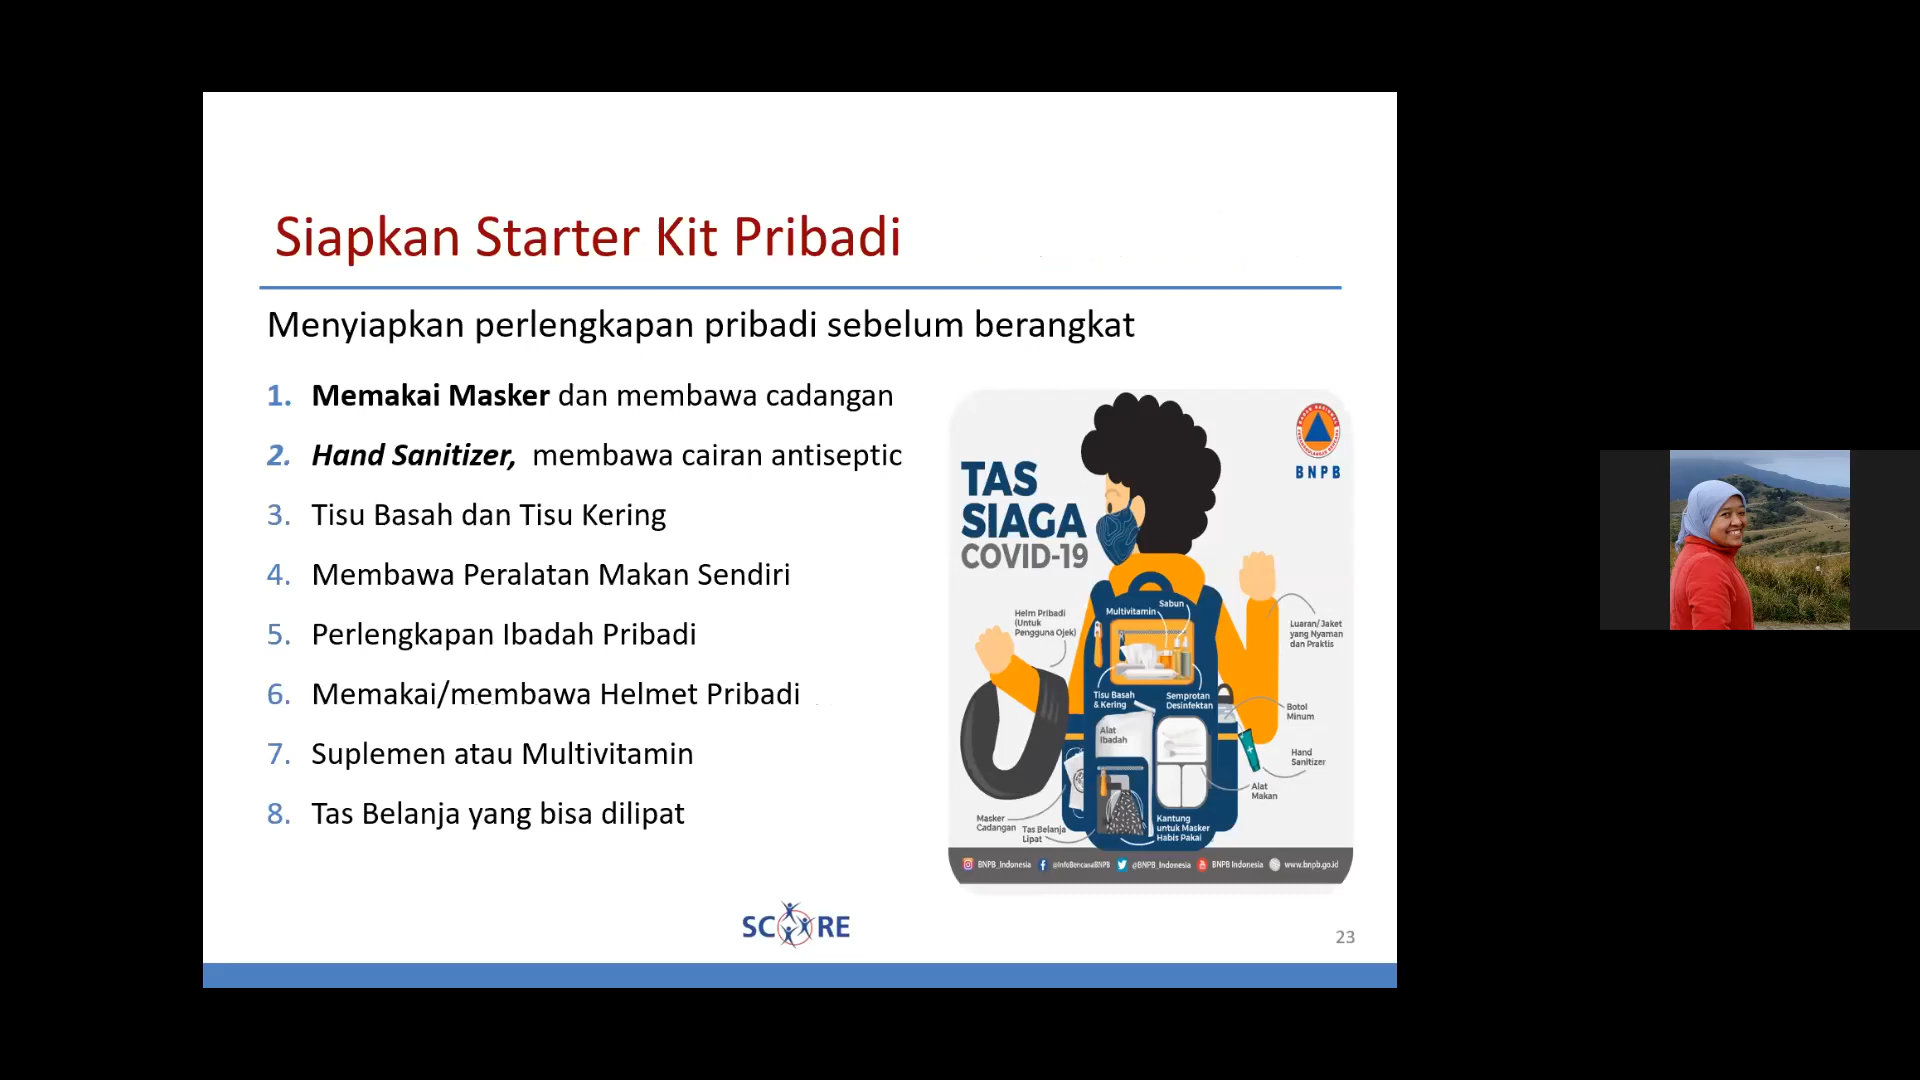 Siapkan Starter Kit Pribadi
Menyiapkan perlengkapan pribadi sebelum berangkat
1. Memakai Masker dan membawa cadangan
2. Hand Sanitizer, membawa cairan antiseptic
3. Tisu Basah dan Tisu Kering
4. Membawa Peralatan Makan Sendiri
5. Perlengkapan Ibadah Pribadi
6. Memakai/membawa Helmet Pribadi
7. Suplemen atau Multivitamin
8. Tas Belanja yang bisa dilipat
BNPB
TAS
SIAGA
COVID-19
Helm Pribadi
(Untuk
Pengguna Ojek)
Multivitamin
Sabun
Luaran/ Jaket
yang Nyaman
dan Praktis
Tisu Basah
& Kering
Semprotan
Desinfektan
Botol
Minum
Alat
Ibadah
Hand
Sanitizer
Alat
Makan
Masker
Cadangan
Tas Belanja
Lipat
Kantung
untuk Masker
Habis Pakai
BNPB_Indonesia
@InfoBencanaBNPB
@BNPB_Indonesia
BNPB Indonesia
www.bnpb.go.id
SCORE
23